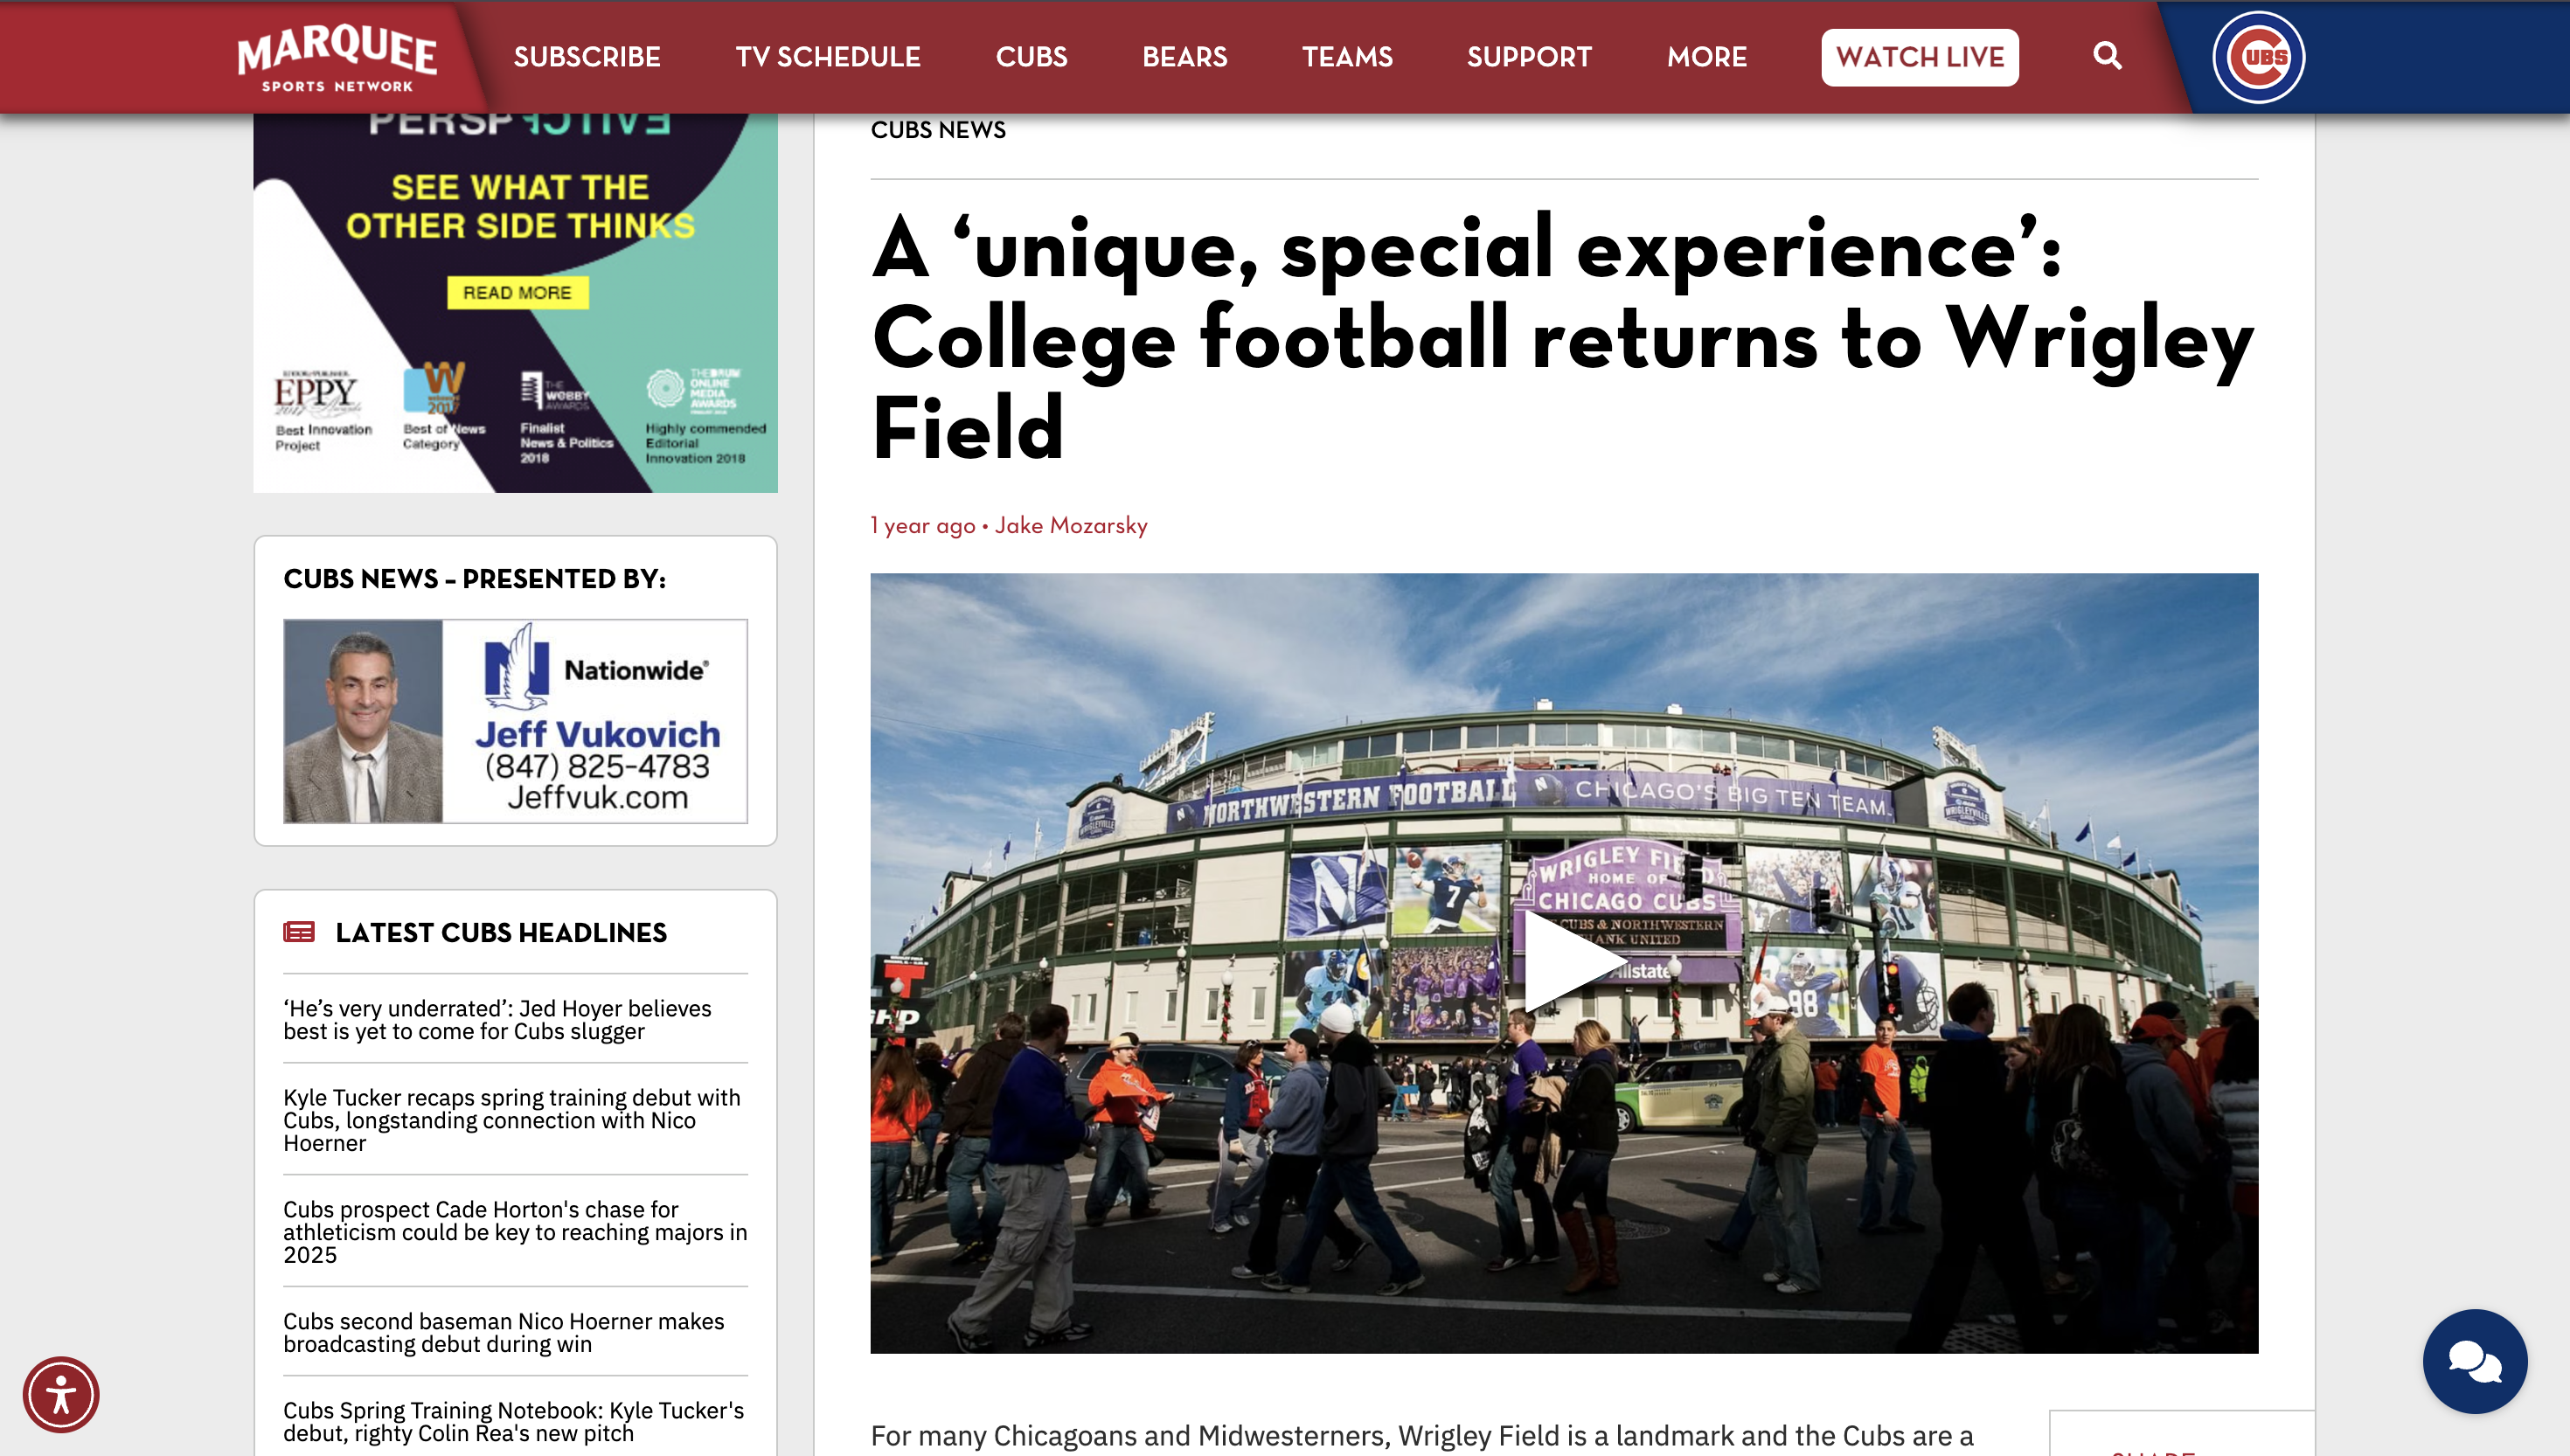 MARQUEE
SPORTS NETWORK
SUBSCRIBE
TV SCHEDULE
CUBS
BEARS
TEAMS
SUPPORT
MORE
WATCH LIVE
UBS
SEE WHAT THE
OTHER SIDE THINKS
READ MORE
EPPY
2017 Awards
Best Innovation
Project
W
2017
Best of News
Category
THE
WEBBY
AWARDS
Finalist
News & Politics
2018
THE DRUM
ONLINE
MEDIA
AWARDS
Highly commended
Editorial
Innovation 2018
CUBS NEWS – PRESENTED BY:
N
Nationwide®
Jeff Vukovich
(847) 825-4783
Jeffvuk.com
LATEST CUBS HEADLINES
‘He’s very underrated’: Jed Hoyer believes
best is yet to come for Cubs slugger
Kyle Tucker recaps spring training debut with
Cubs, longstanding connection with Nico
Hoerner
Cubs prospect Cade Horton's chase for
athleticism could be key to reaching majors in
2025
Cubs second baseman Nico Hoerner makes
broadcasting debut during win
Cubs Spring Training Notebook: Kyle Tucker's
debut, righty Colin Rea's new pitch
CUBS NEWS
A ‘unique, special experience’:
College football returns to Wrigley
Field
1 year ago • Jake Mozarsky
N NORTHWESTERN FOOTBALL N CHICAGO'S BIG TEN TEAM
WRIGLEY FI
HOME OF
CHICAGO CUBS
CUBS & NORTHWESTERN
UNITED
Allstate
N
7
98
For many Chicagoans and Midwesterners, Wrigley Field is a landmark and the Cubs are a